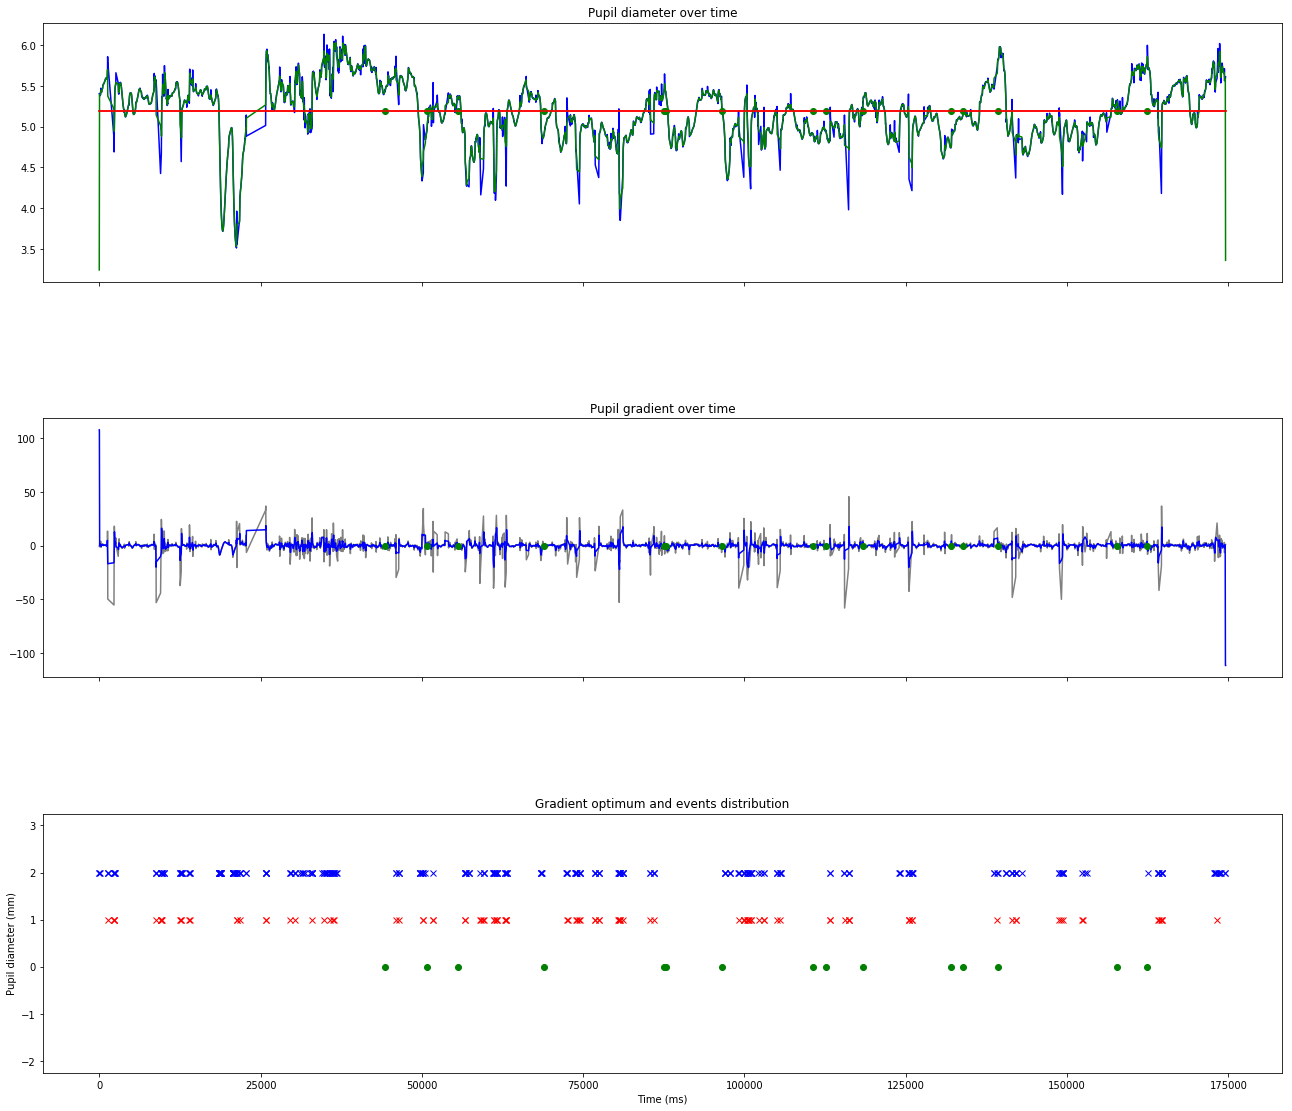 Pupil diameter over time
6.0
5.5
5.0
4.5
4.0
3.5
Pupil gradient over time
100
50
0
−50
−100
Gradient optimum and events distribution
3
2
1
0
−1
−2
Pupil diameter (mm)
0 25000 50000 75000 100000 125000 150000 175000
Time (ms)